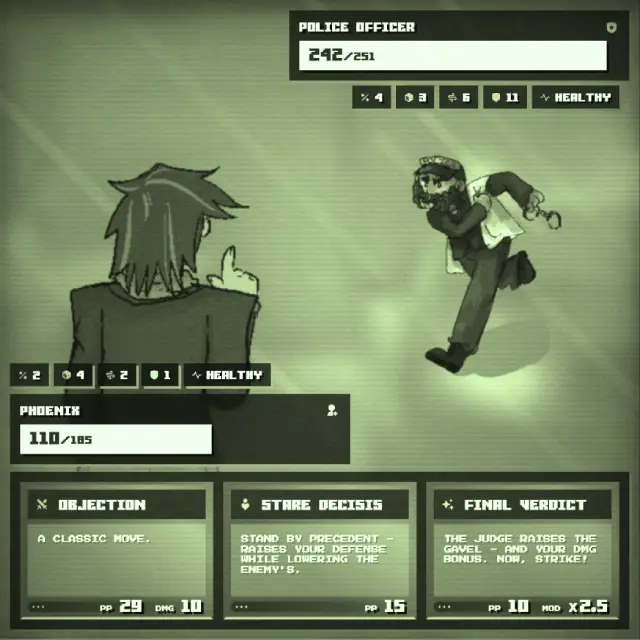 POLICE OFFICER
242/251
4 3 6 11 HEALTHY
2 4 2 1 HEALTHY
PHOENIX
110/185
OBJECTION
A CLASSIC MOVE.
PP 29 DMG 10
STARE DECISIS
STAND BY PRECEDENT -
RAISES YOUR DEFENSE
WHILE LOWERING THE
ENEMY'S.
PP 15
FINAL VERDICT
THE JUDGE RAISES THE
GAVEL - AND YOUR DMG
BONUS. NOW, STRIKE!
PP 10 MOD X2.5